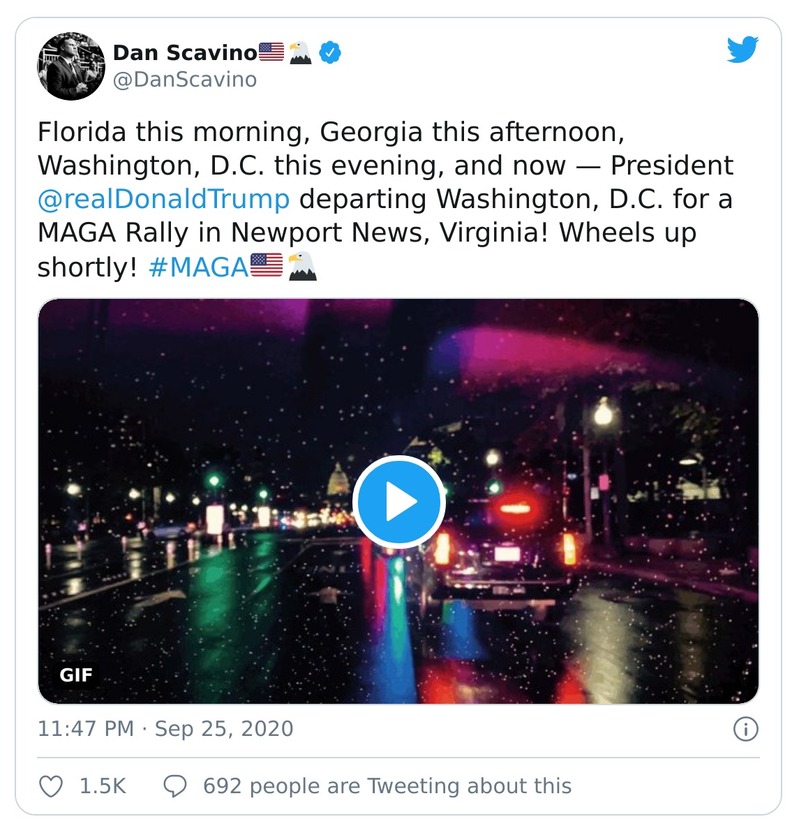 Dan Scavino🇺🇸🦅
@DanScavino
Florida this morning, Georgia this afternoon,
Washington, D.C. this evening, and now — President
@realDonaldTrump departing Washington, D.C. for a
MAGA Rally in Newport News, Virginia! Wheels up
shortly! #MAGA🇺🇸🦅
GIF
11:47 PM · Sep 25, 2020
1.5K 692 people are Tweeting about this